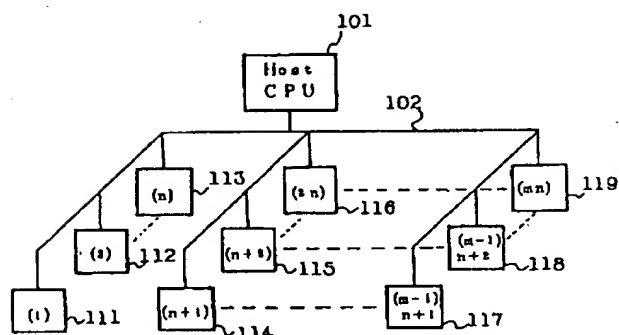 101
Host
CPU
102
(n)
113
(2n)
116
(mn)
119
(2)
112
(n+2)
115
(m-1)
n+2
118
(1)
111
(n+1)
114
(m-1)
n+1
117